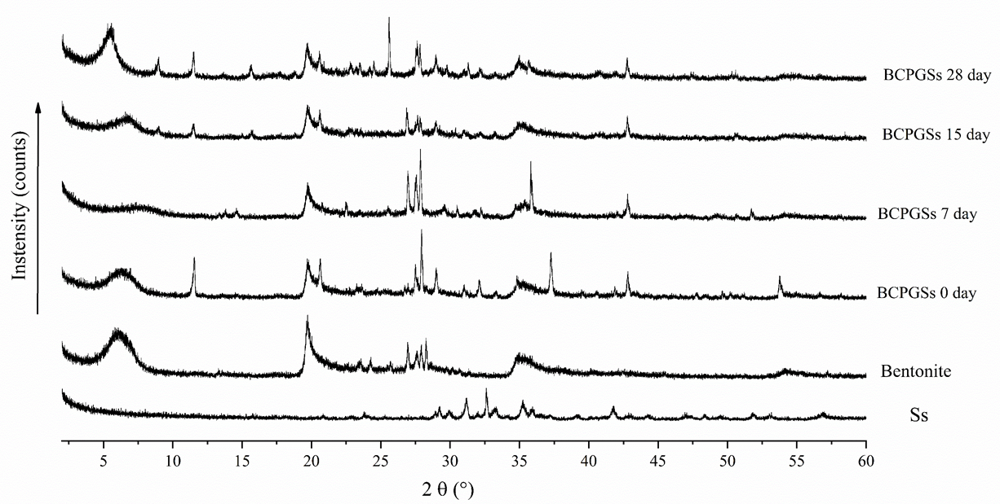 BCPGSs 28 day
BCPGSs 15 day
BCPGSs 7 day
BCPGSs 0 day
Bentonite
Ss
Instensity (counts)
5 10 15 20 25 30 35 40 45 50 55 60
2 θ (°)